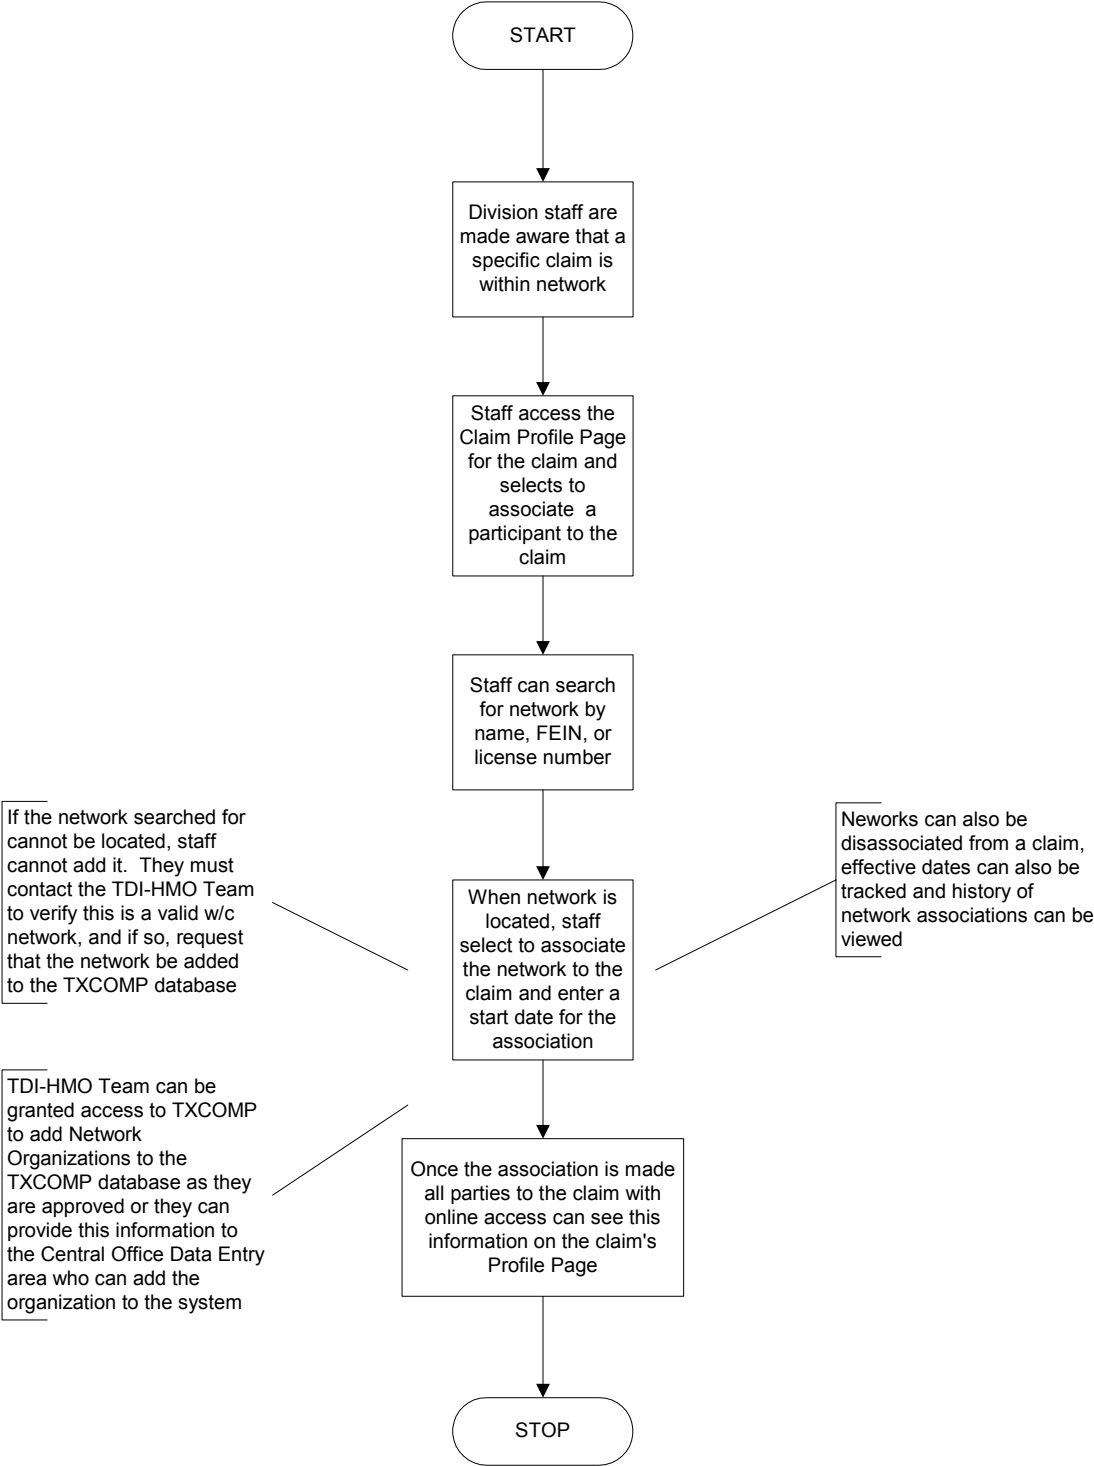 START
Division staff are
made aware that a
specific claim is
within network
Staff access the
Claim Profile Page
for the claim and
selects to
associate  a
participant to the
claim
Staff can search
for network by
name, FEIN, or
license number
If the network searched for
cannot be located, staff
cannot add it.  They must
contact the TDI-HMO Team
to verify this is a valid w/c
network, and if so, request
that the network be added
to the TXCOMP database
When network is
located, staff
select to associate
the network to the
claim and enter a
start date for the
association
Neworks can also be
disassociated from a claim,
effective dates can also be
tracked and history of
network associations can be
viewed
TDI-HMO Team can be
granted access to TXCOMP
to add Network
Organizations to the
TXCOMP database as they
are approved or they can
provide this information to
the Central Office Data Entry
area who can add the
organization to the system
Once the association is made
all parties to the claim with
online access can see this
information on the claim's
Profile Page
STOP